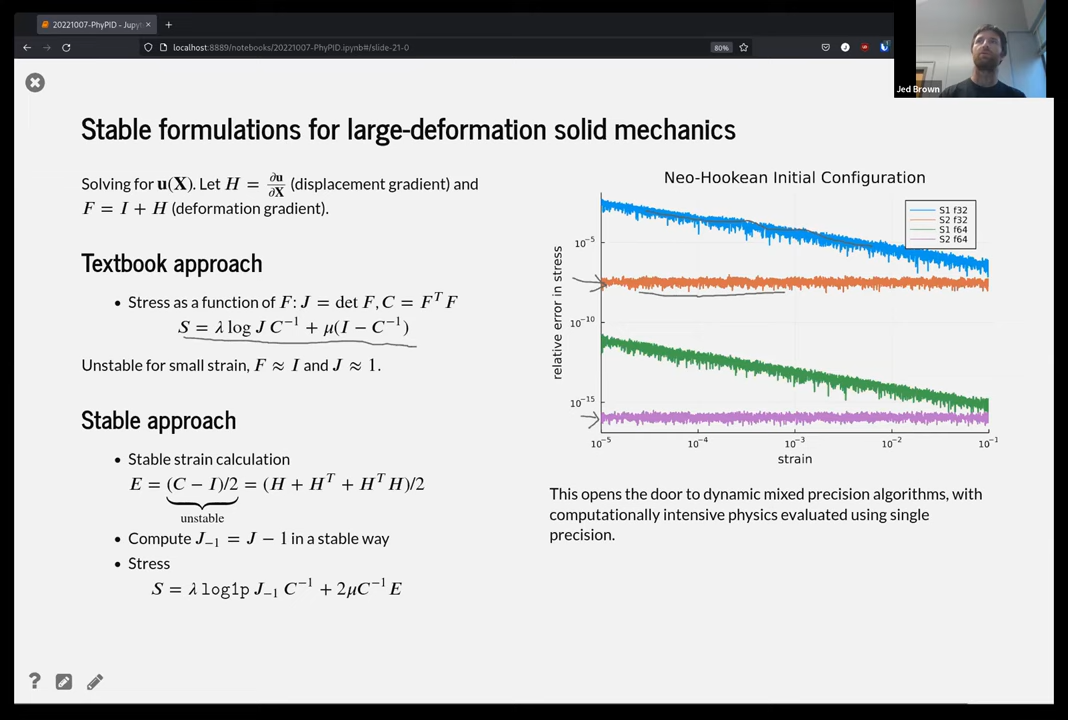 20221007-PhyPID - Jupyt
localhost:8889/notebooks/20221007-PhyPID.ipynb#/slide-21-0
80%
Jed Brown
Stable formulations for large-deformation solid mechanics
Solving for u(X). Let H = ∂u/∂X (displacement gradient) and
F = I + H (deformation gradient).
Textbook approach
• Stress as a function of F: J = det F, C = F^T F
S = λ log J C^−1 + μ(I − C^−1)
Unstable for small strain, F ≈ I and J ≈ 1.
Stable approach
• Stable strain calculation
E = (C − I)/2 = (H + H^T + H^T H)/2
unstable
• Compute J_−1 = J − 1 in a stable way
• Stress
S = λ log1p J_−1 C^−1 + 2μC^−1 E
Neo-Hookean Initial Configuration
S1 f32
S2 f32
S1 f64
S2 f64
relative error in stress
10^−5
10^−10
10^−15
10^−5 10^−4 10^−3 10^−2 10^−1
strain
This opens the door to dynamic mixed precision algorithms, with
computationally intensive physics evaluated using single
precision.
?